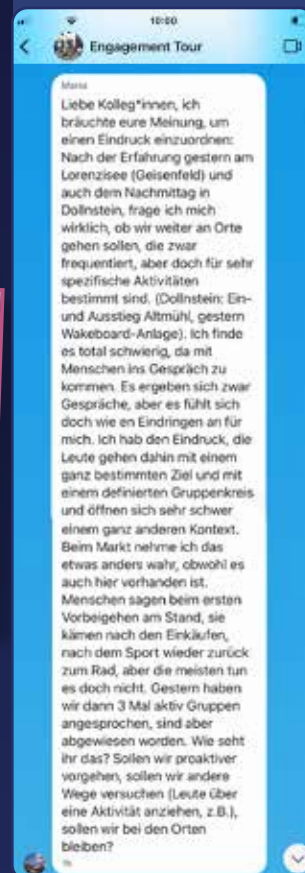 10:00
Engagement Tour
Maria
Liebe Kolleg*innen, ich
bräuchte eure Meinung, um
einen Eindruck einzuordnen:
Nach der Erfahrung gestern am
Lorenzisee (Geisenfeld) und
auch dem Nachmittag in
Dollnstein, frage ich mich
wirklich, ob wir weiter an Orte
gehen sollen, die zwar
frequentiert, aber doch für sehr
spezifische Aktivitäten
bestimmt sind. (Dollnstein: Ein-
und Ausstieg Altmühl, gestern
Wakeboard-Anlage). Ich finde
es total schwierig, da mit
Menschen ins Gespräch zu
kommen. Es ergeben sich zwar
Gespräche, aber es fühlt sich
doch wie en Eindringen an für
mich. Ich hab den Eindruck, die
Leute gehen dahin mit einem
ganz bestimmten Ziel und mit
einem definierten Gruppenkreis
und öffnen sich sehr schwer
einem ganz anderen Kontext.
Beim Markt nehme ich das
etwas anders wahr, obwohl es
auch hier vorhanden ist.
Menschen sagen beim ersten
Vorbeigehen am Stand, sie
kämen nach den Einkäufen,
nach dem Sport wieder zurück
zum Rad, aber die meisten tun
es doch nicht. Gestern haben
wir dann 3 Mal aktiv Gruppen
angesprochen, sind aber
abgewiesen worden. Wie seht
ihr das? Sollen wir proaktiver
vorgehen, sollen wir andere
Wege versuchen (Leute über
eine Aktivität anziehen, z.B.),
sollen wir bei den Orten
bleiben?